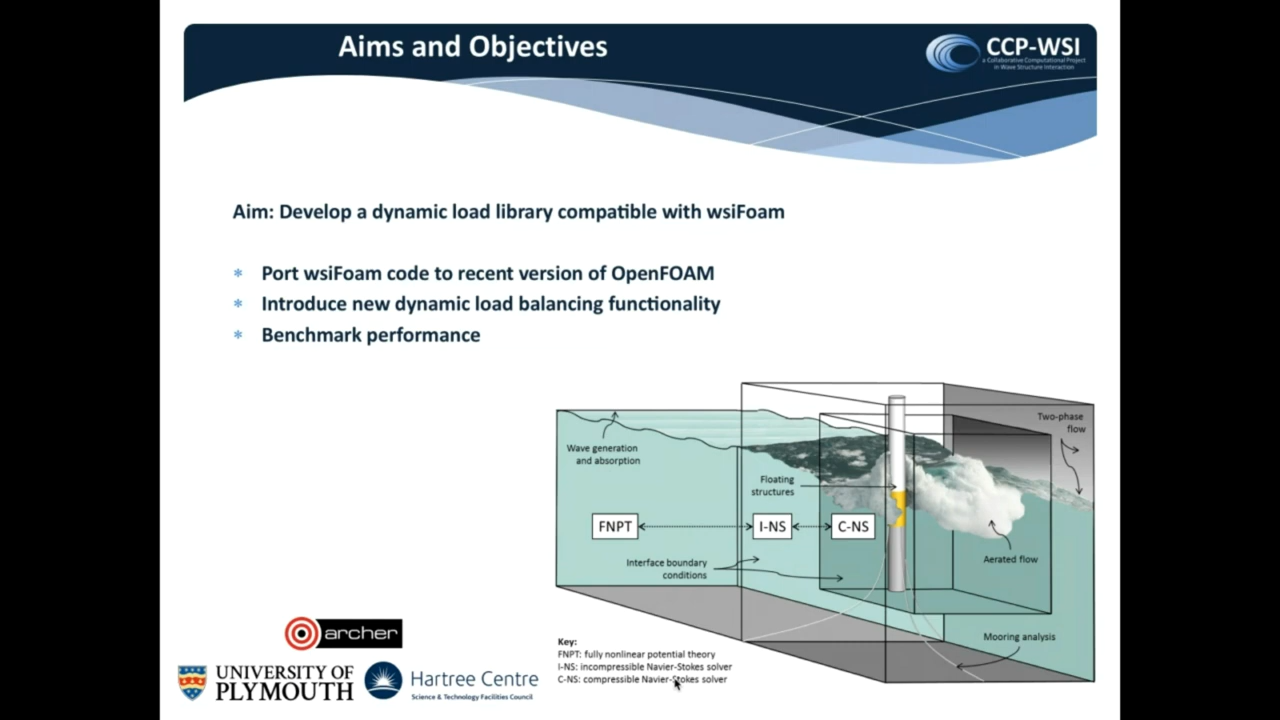 Aims and Objectives
CCP-WSI
a Collaborative Computational Project
in Wave Structure Interaction
Aim: Develop a dynamic load library compatible with wsiFoam
* Port wsiFoam code to recent version of OpenFOAM
* Introduce new dynamic load balancing functionality
* Benchmark performance
Two-phase
flow
Wave generation
and absorption
Floating
structures
FNPT
I-NS
C-NS
Interface boundary
conditions
Aerated flow
Mooring analysis
Key:
FNPT: fully nonlinear potential theory
I-NS: incompressible Navier-Stokes solver
C-NS: compressible Navier-Stokes solver
archer
UNIVERSITY OF
PLYMOUTH
Hartree Centre
Science & Technology Facilities Council